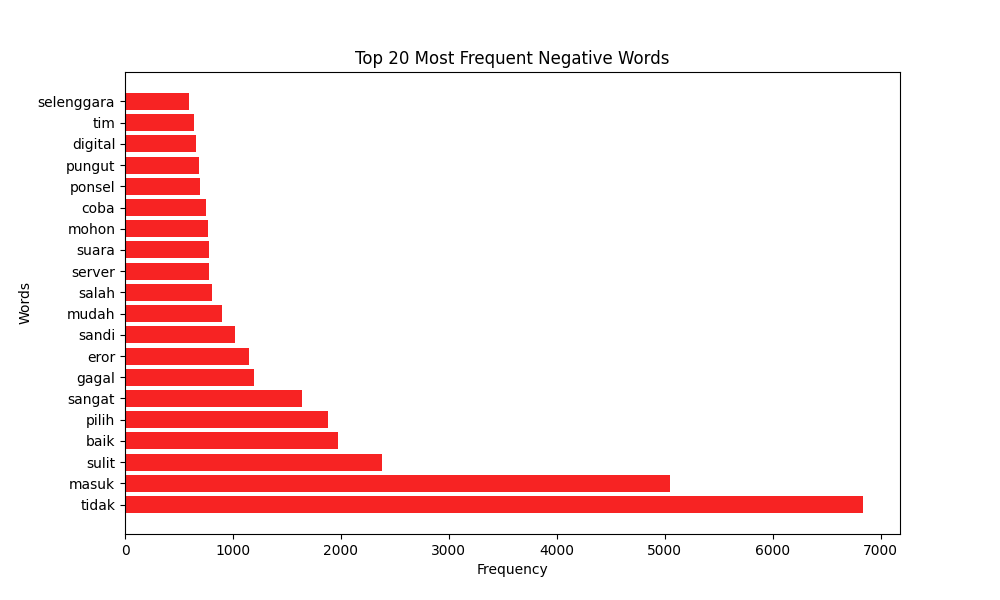 Top 20 Most Frequent Negative Words
Words
selenggara
tim
digital
pungut
ponsel
coba
mohon
suara
server
salah
mudah
sandi
eror
gagal
sangat
pilih
baik
sulit
masuk
tidak
0 1000 2000 3000 4000 5000 6000 7000
Frequency